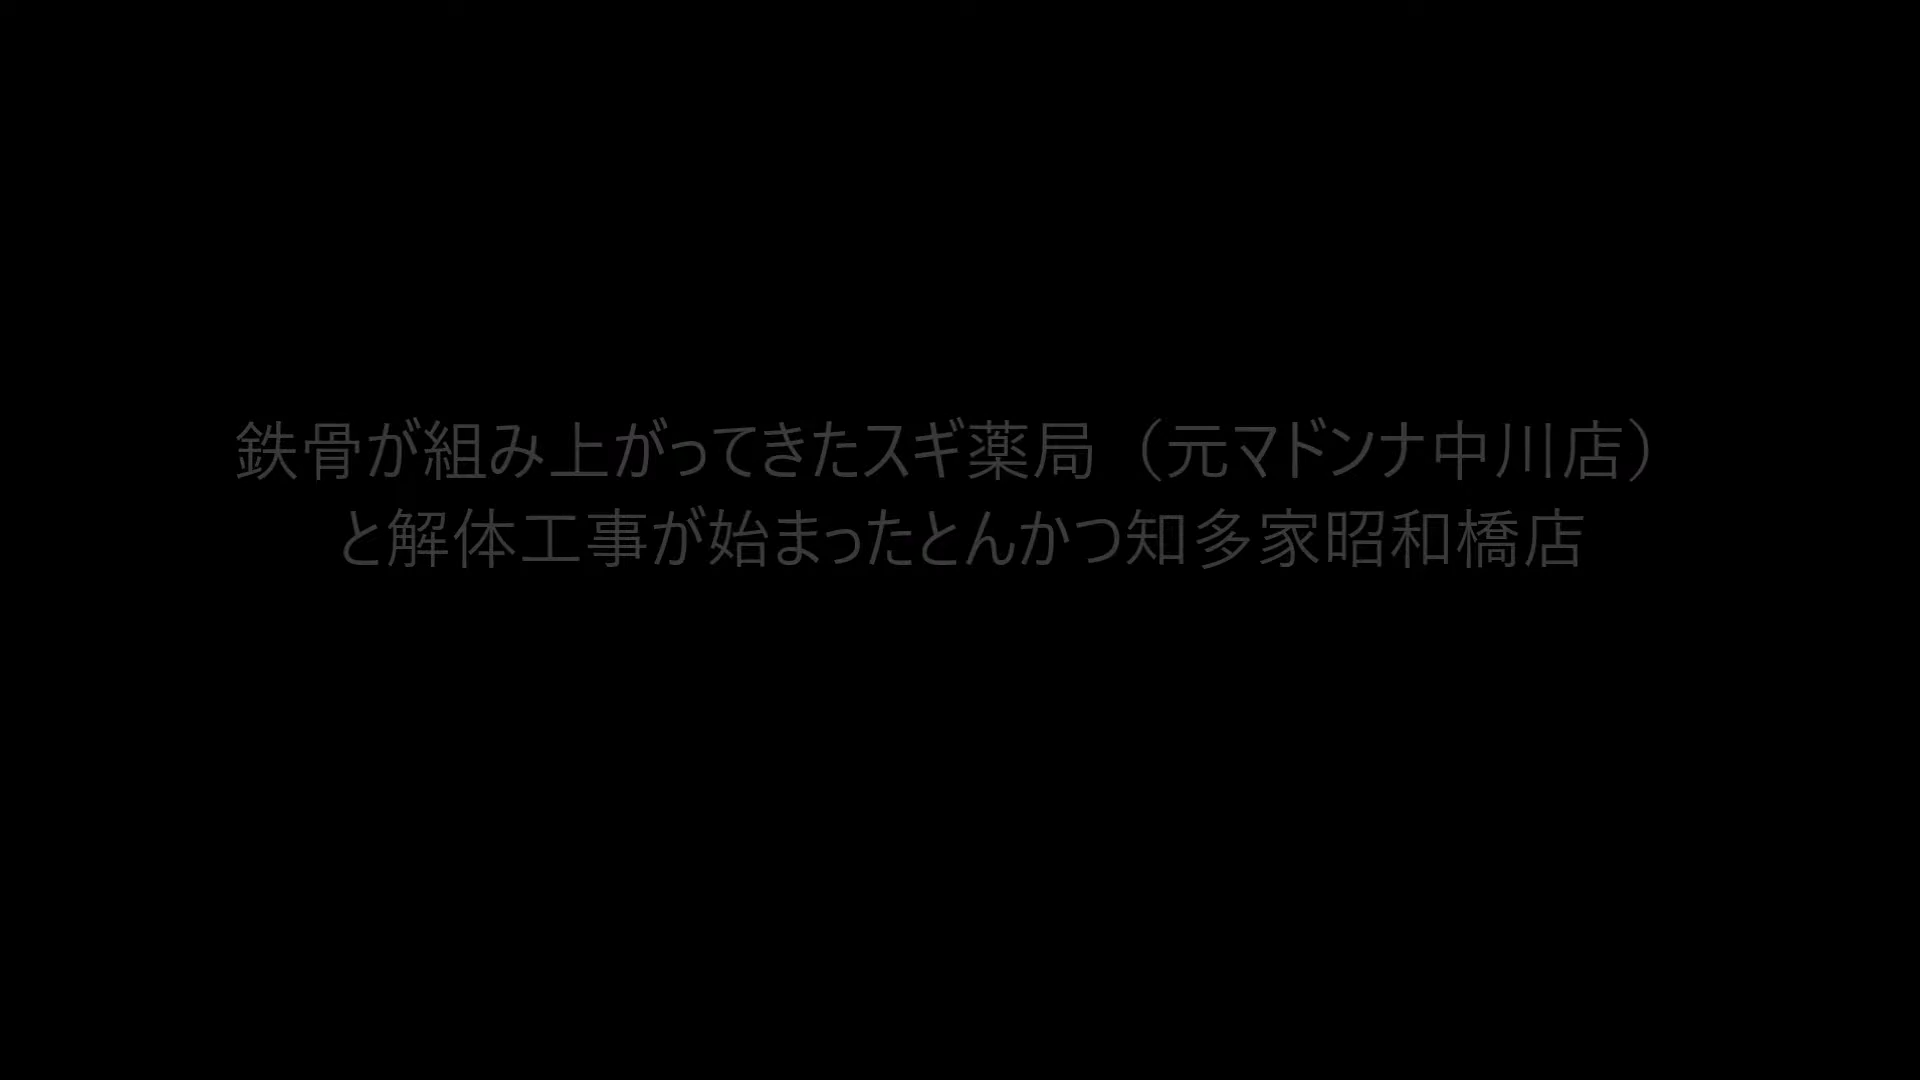 鉄骨が組み上がってきたスギ薬局（元マドンナ中川店）
と解体工事が始まったとんかつ知多家昭和橋店